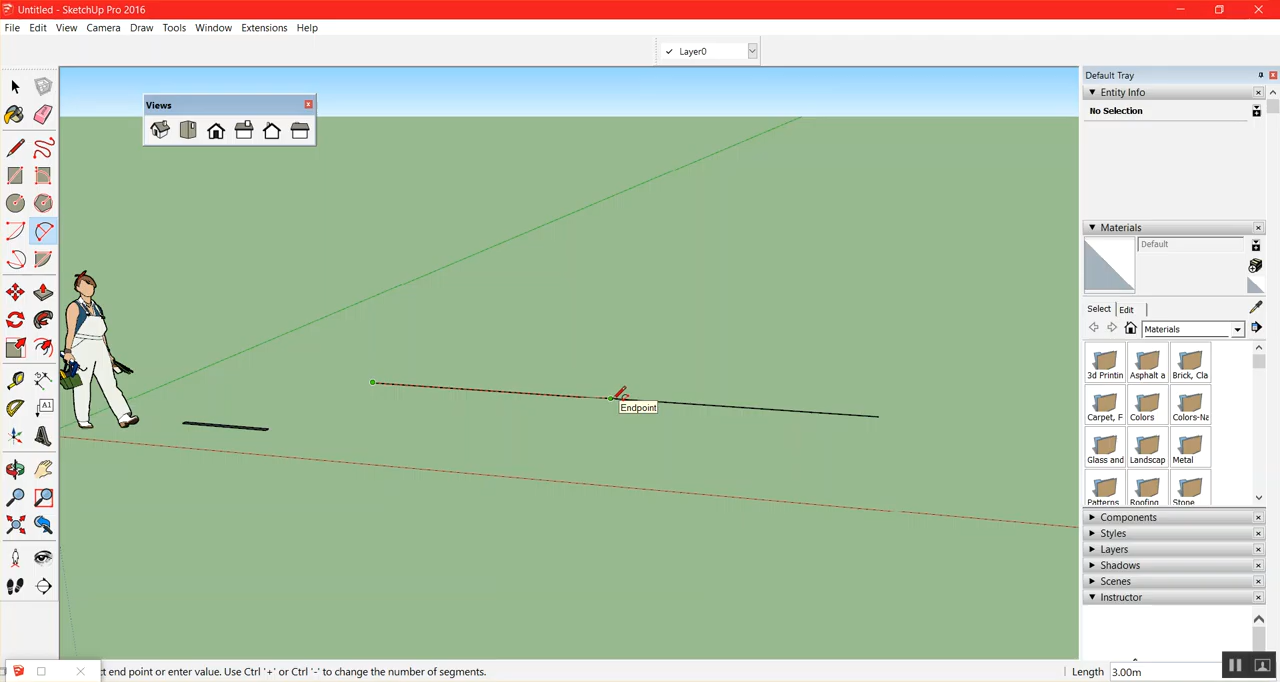 Untitled - SketchUp Pro 2016
File Edit View Camera Draw Tools Window Extensions Help
Layer0
Default Tray
Views
Entity Info
No Selection
Materials
Default
Select Edit
Materials
3d Printin Asphalt a Brick, Cla
Carpet, F Colors Colors-Na
Glass and Landscap Metal
Patterns Roofing Stone
Components
Styles
Layers
Shadows
Scenes
Instructor
Endpoint
A1
t end point or enter value. Use Ctrl '+' or Ctrl '-' to change the number of segments.
Length 3.00m